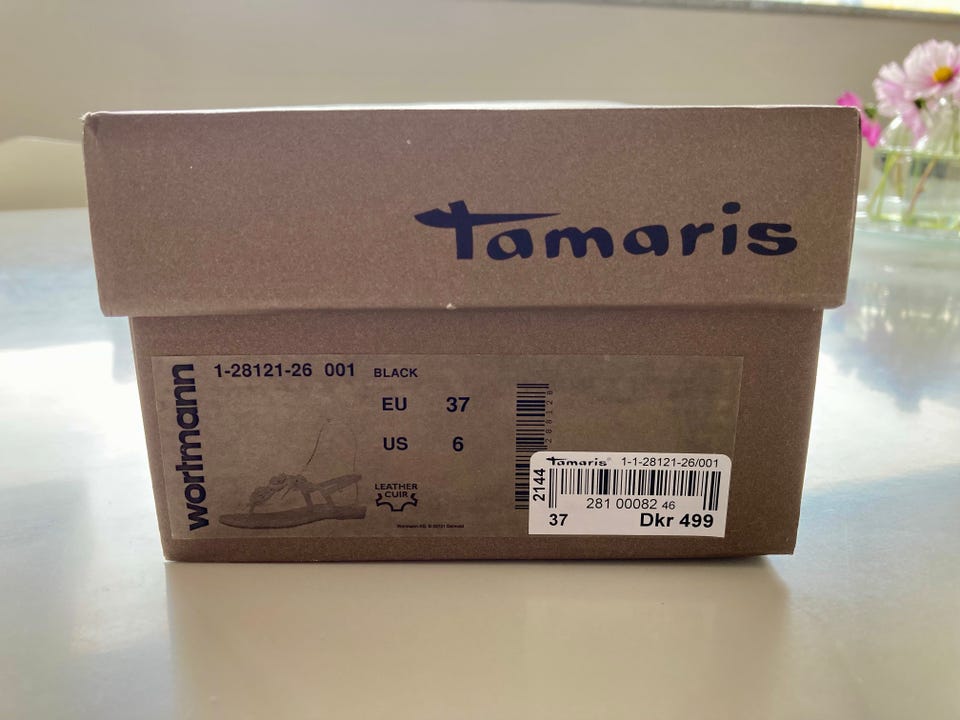 Tamaris
wortmann
1-28121-26 001 BLACK
EU 37
US 6
LEATHER
CUIR
Tamaris® 1-1-28121-26/001
2144
281 00082 46
37 Dkr 499